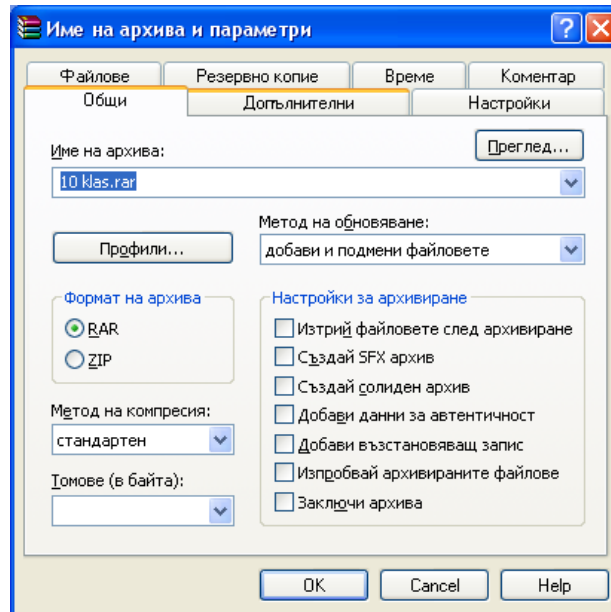 Име на архива и параметри
Файлове Резервно копие Време Коментар
Общи Допълнителни Настройки
Име на архива:
Преглед...
10 klas.rar
Метод на обновяване:
Профили...
добави и подмени файловете
Формат на архива
RAR
ZIP
Метод на компресия:
стандартен
Томове (в байта):
Настройки за архивиране
Изтрий файловете след архивиране
Създай SFX архив
Създай солиден архив
Добави данни за автентичност
Добави възстановяващ запис
Изпробвай архивираните файлове
Заключи архива
OK Cancel Help